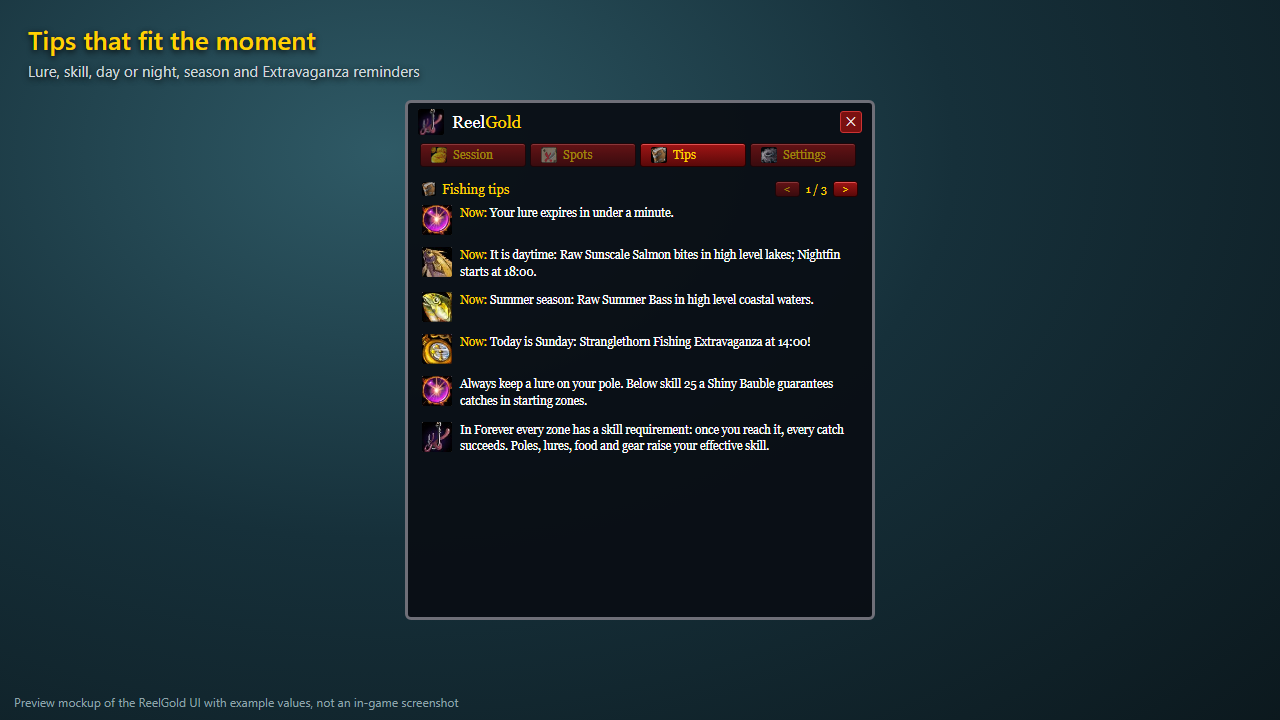 Tips that fit the moment
Lure, skill, day or night, season and Extravaganza reminders
ReelGold
Session
Spots
Tips
Settings
Fishing tips
<
1 / 3
>
Now: Your lure expires in under a minute.
Now: It is daytime: Raw Sunscale Salmon bites in high level lakes; Nightfin
starts at 18:00.
Now: Summer season: Raw Summer Bass in high level coastal waters.
Now: Today is Sunday: Stranglethorn Fishing Extravaganza at 14:00!
Always keep a lure on your pole. Below skill 25 a Shiny Bauble guarantees
catches in starting zones.
In Forever every zone has a skill requirement: once you reach it, every catch
succeeds. Poles, lures, food and gear raise your effective skill.
Preview mockup of the ReelGold UI with example values, not an in-game screenshot